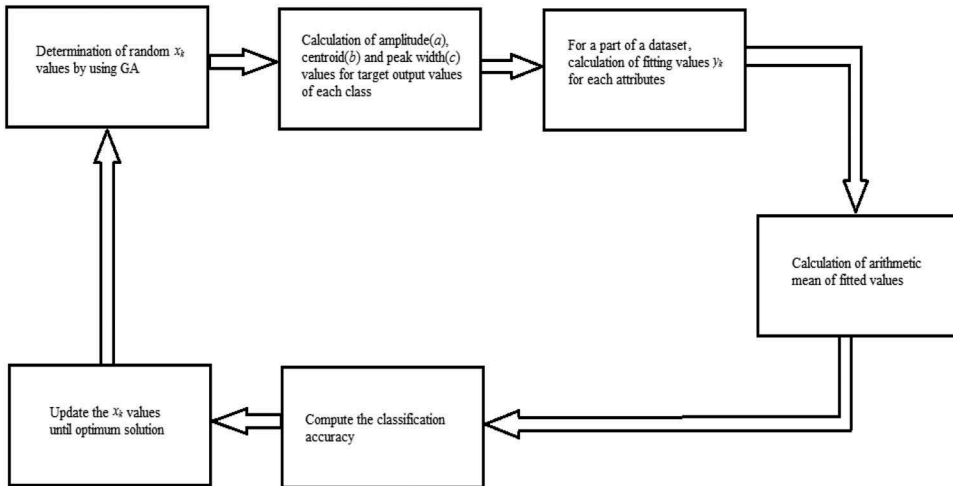 Determination of random xₖ
values by using GA
Calculation of amplitude(a),
centroid(b) and peak width(c)
values for target output values
of each class
For a part of a dataset,
calculation of fitting values yₖ
for each attributes
Calculation of arithmetic
mean of fitted values
Compute the classification
accuracy
Update the xₖ values
until optimum solution